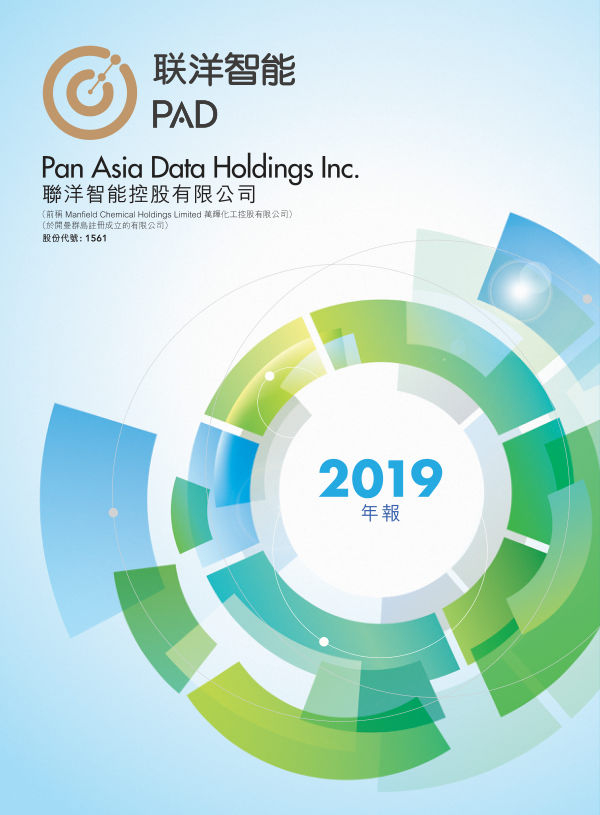 联洋智能
PAD
Pan Asia Data Holdings Inc.
聯洋智能控股有限公司
(前稱 Manfield Chemical Holdings Limited 萬輝化工控股有限公司)
(於開曼群島註冊成立的有限公司)
股份代號: 1561
2019
年報